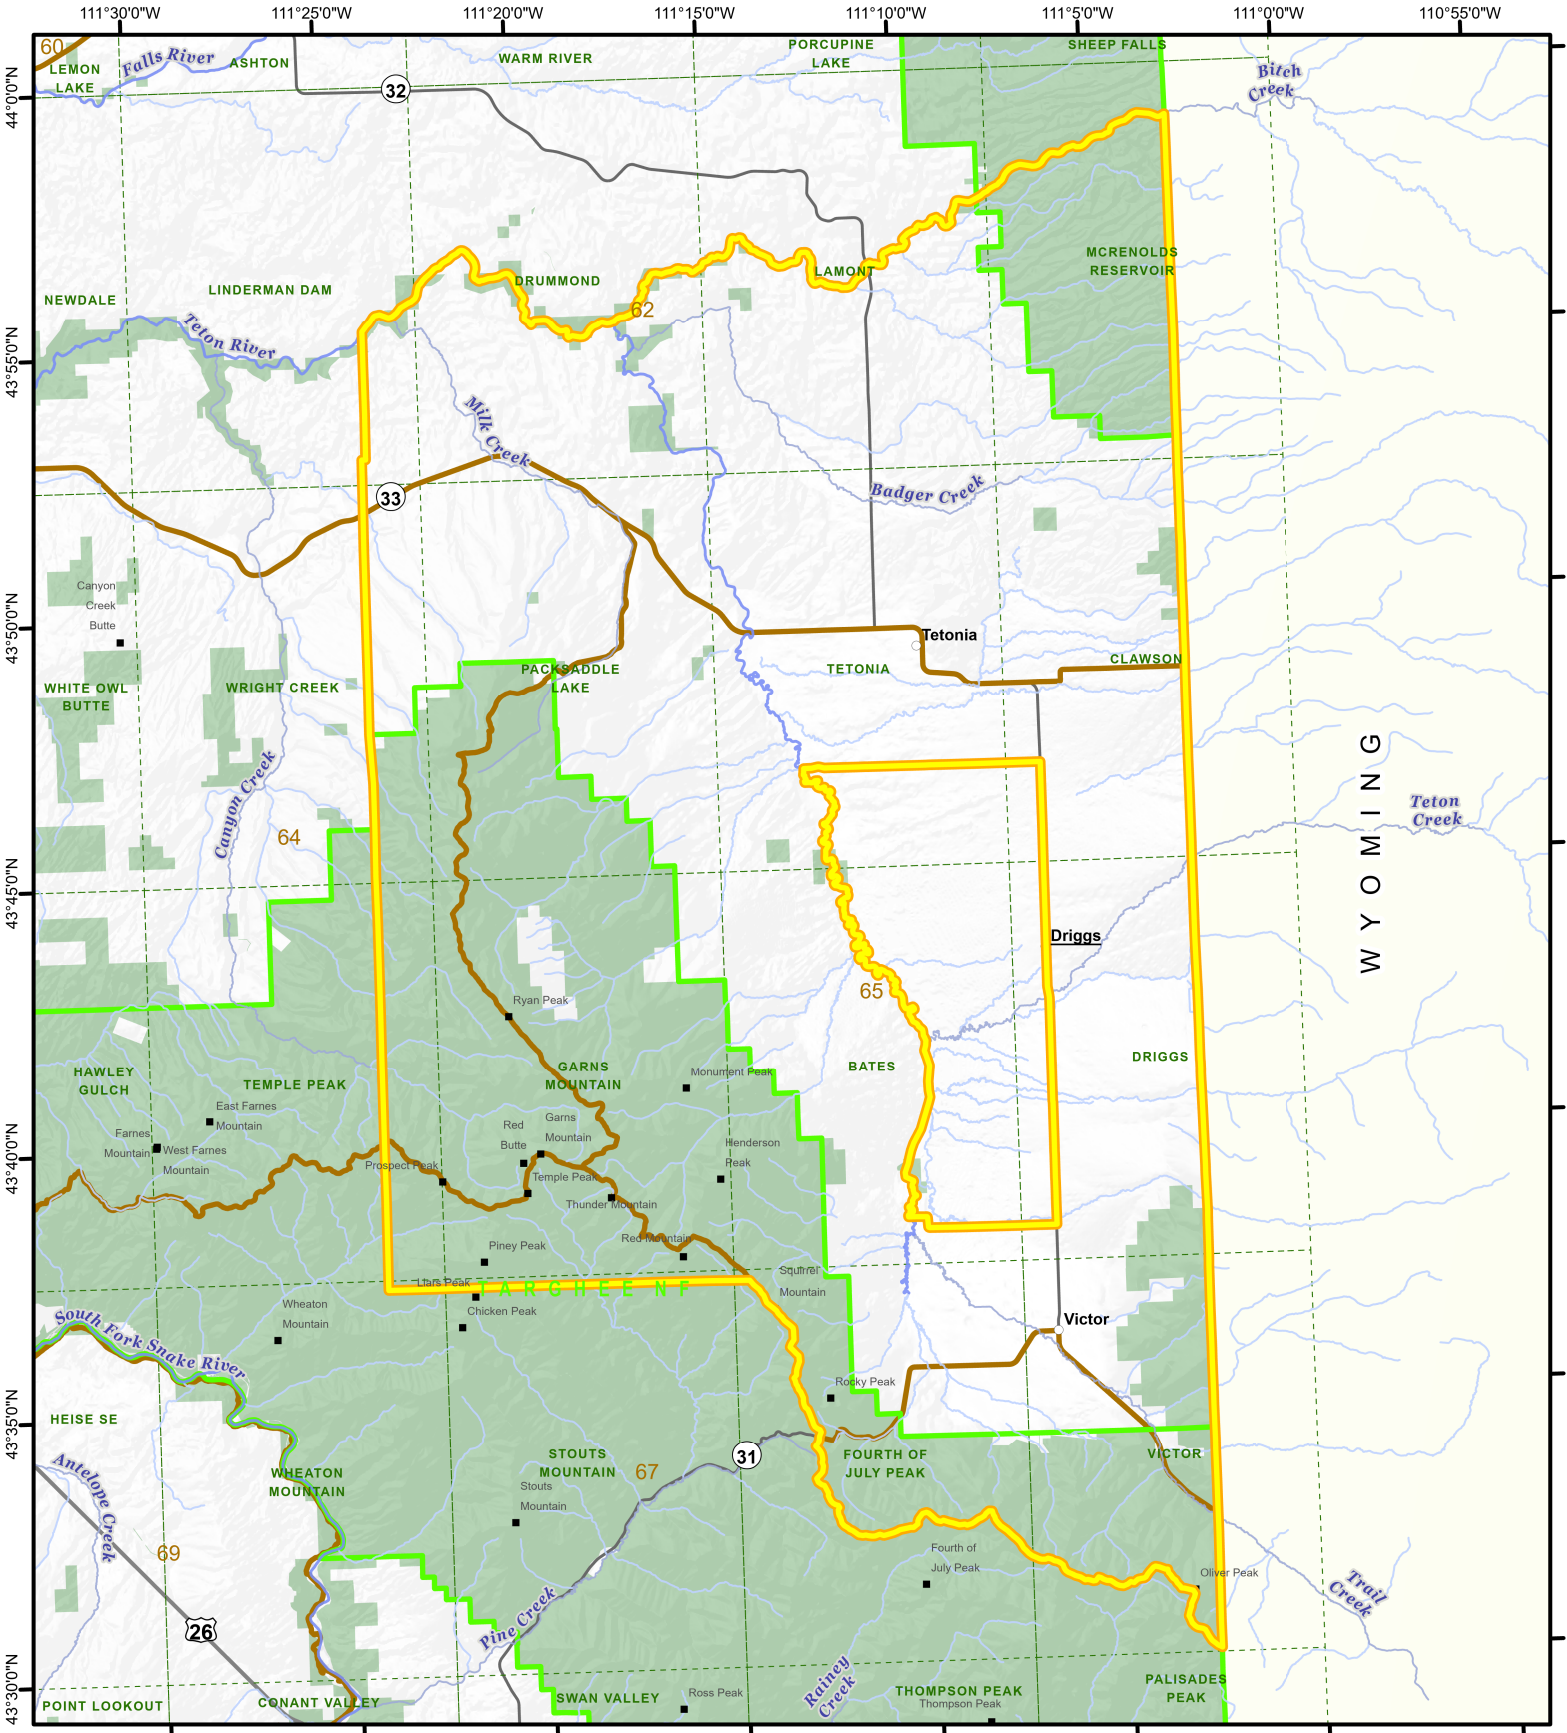 111°30'0"W
111°25'0"W
111°20'0"W
111°15'0"W
111°10'0"W
111°5'0"W
111°0'0"W
110°55'0"W
60
LEMON
LAKE
Falls River
ASHTON
WARM RIVER
PORCUPINE
LAKE
SHEEP FALLS
Bitch
Creek
44°0'0"N
32
MCRENOLDS
RESERVOIR
NEWDALE
LINDERMAN DAM
DRUMMOND
LAMONT
62
Teton River
43°55'0"N
Milk Creek
33
Badger Creek
Canyon
Creek
Butte
43°50'0"N
Tetonia
TETONIA
CLAWSON
PACKSADDLE
LAKE
WHITE OWL
BUTTE
WRIGHT CREEK
WYOMING
Canyon Creek
64
Teton
Creek
43°45'0"N
Driggs
65
Ryan Peak
HAWLEY
GULCH
TEMPLE PEAK
GARNS
MOUNTAIN
Monument Peak
BATES
DRIGGS
East Farnes
Mountain
Farnes
Mountain
West Farnes
Mountain
Red
Butte
Garns
Mountain
Henderson
Peak
43°40'0"N
Prospect Peak
Temple Peak
Thunder Mountain
Red Mountain
Piney Peak
Liars Peak
TARGHEE NF
Squirrel
Mountain
Chicken Peak
Wheaton
Mountain
South Fork Snake River
Victor
Rocky Peak
43°35'0"N
HEISE SE
31
STOUTS
MOUNTAIN
67
FOURTH OF
JULY PEAK
VICTOR
WHEATON
MOUNTAIN
Stouts
Mountain
Antelope Creek
69
Fourth of
July Peak
Oliver Peak
Trail
Creek
26
Pine Creek
Rainey
Creek
43°30'0"N
POINT LOOKOUT
CONANT VALLEY
SWAN VALLEY
Ross Peak
THOMPSON PEAK
Thompson Peak
PALISADES
PEAK